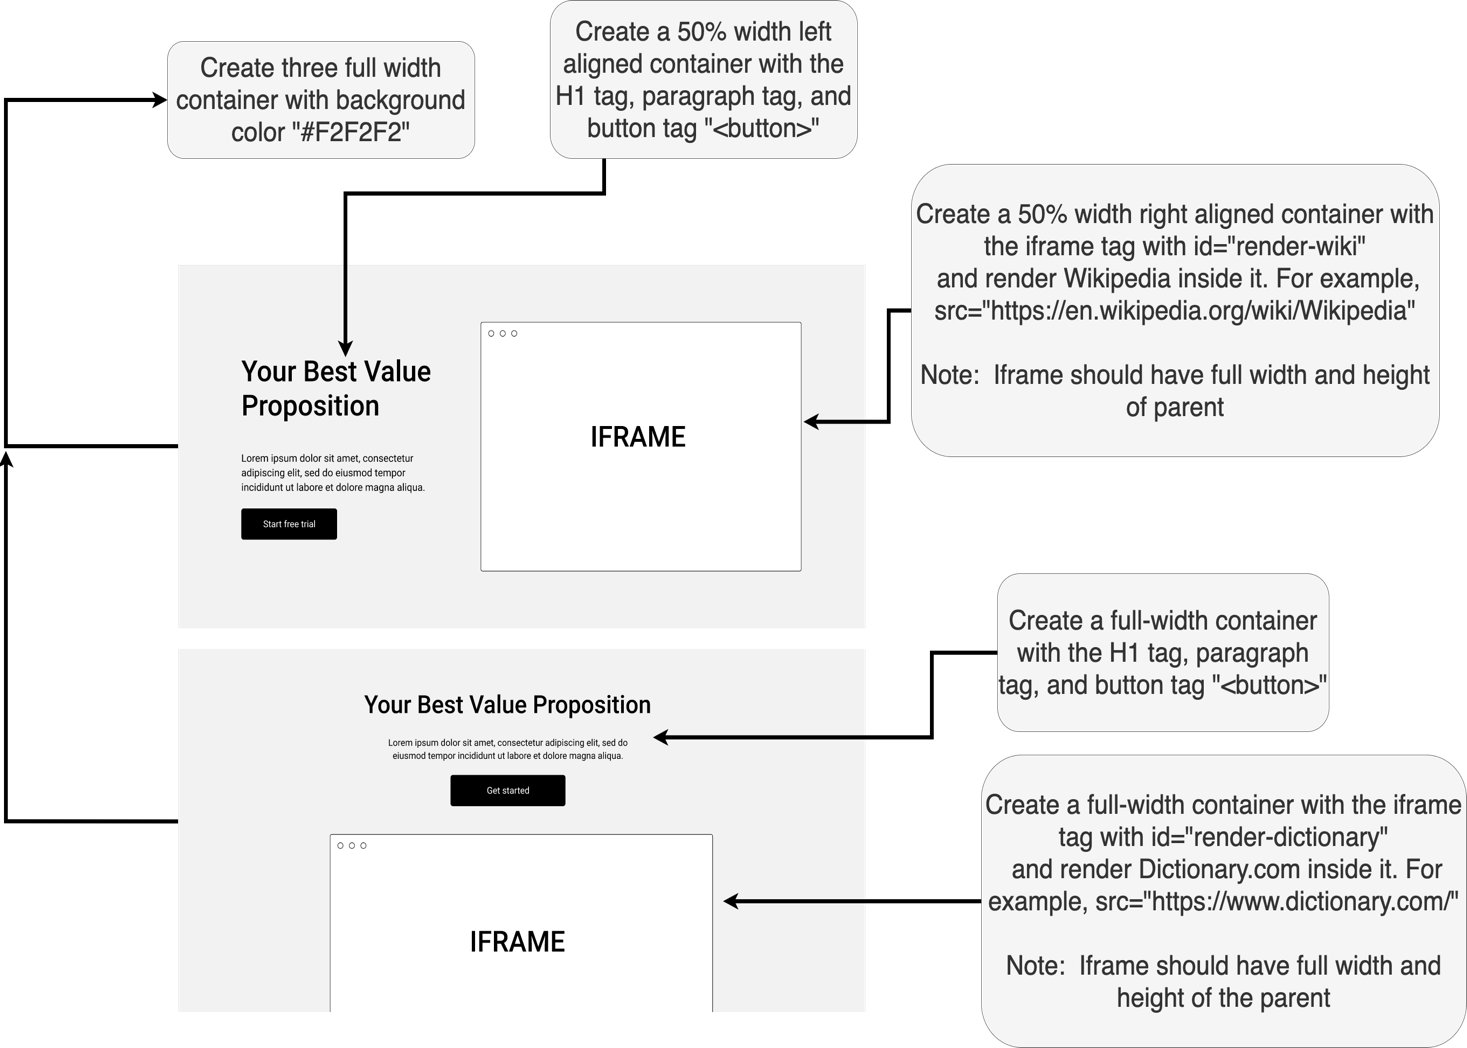 Create three full width
container with background
color "#F2F2F2"
Create a 50% width left
aligned container with the
H1 tag, paragraph tag, and
button tag "<button>"
Create a 50% width right aligned container with
the iframe tag with id="render-wiki"
and render Wikipedia inside it. For example,
src="https://en.wikipedia.org/wiki/Wikipedia"
Note:  Iframe should have full width and height
of parent
Your Best Value
Proposition
Lorem ipsum dolor sit amet, consectetur
adipiscing elit, sed do eiusmod tempor
incididunt ut labore et dolore magna aliqua.
Start free trial
IFRAME
Create a full-width container
with the H1 tag, paragraph
tag, and button tag "<button>"
Your Best Value Proposition
Lorem ipsum dolor sit amet, consectetur adipiscing elit, sed do
eiusmod tempor incididunt ut labore et dolore magna aliqua.
Get started
IFRAME
Create a full-width container with the iframe
tag with id="render-dictionary"
and render Dictionary.com inside it. For
example, src="https://www.dictionary.com/"
Note:  Iframe should have full width and
height of the parent